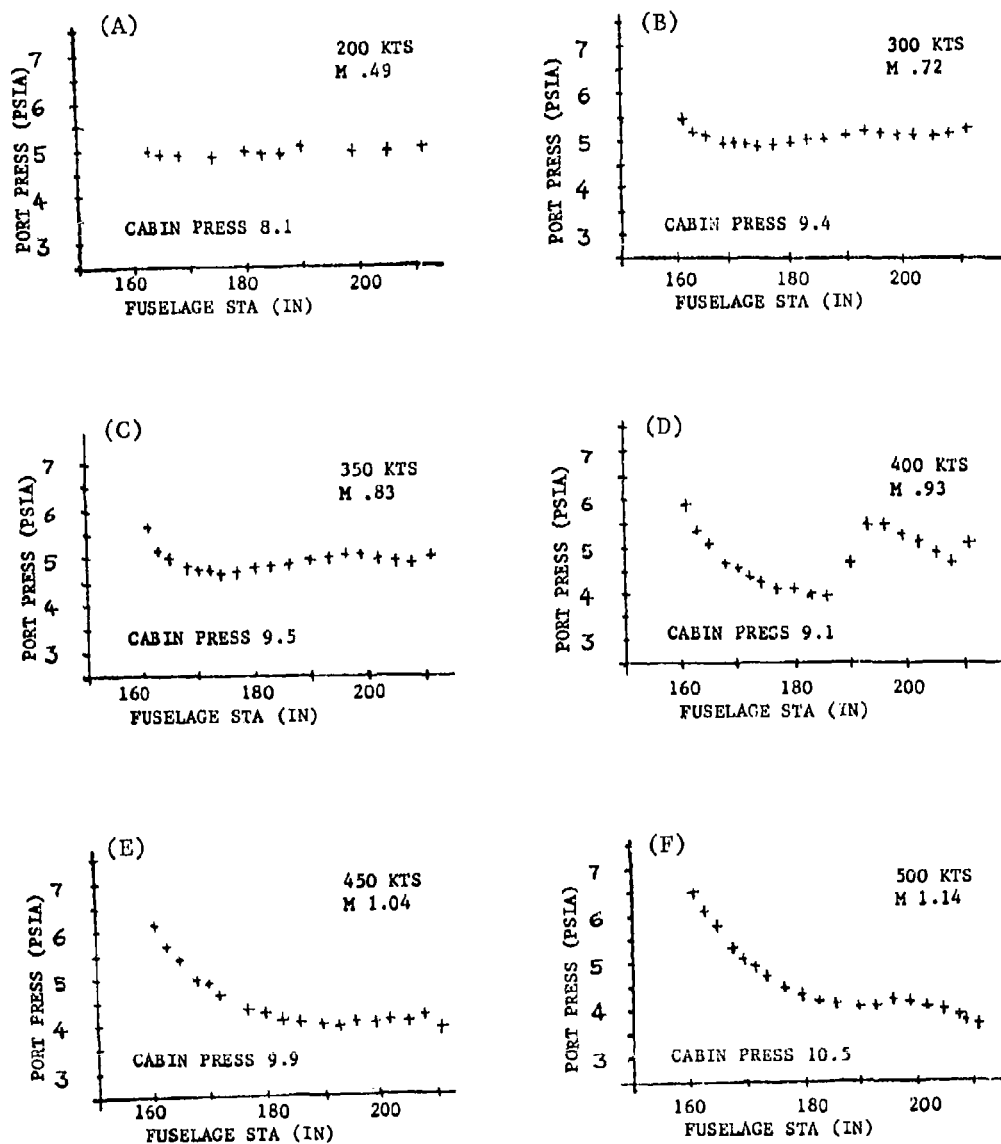 (A)
200 KTS
M .49
PORT PRESS (PSIA)
7
6
5
4
3
CABIN PRESS 8.1
160 180 200
FUSELAGE STA (IN)
(B)
300 KTS
M .72
PORT PRESS (PSIA)
7
6
5
4
3
CABIN PRESS 9.4
160 180 200
FUSELAGE STA (IN)
(C)
350 KTS
M .83
PORT PRESS (PSIA)
7
6
5
4
3
CABIN PRESS 9.5
160 180 200
FUSELAGE STA (IN)
(D)
400 KTS
M .93
PORT PRESS (PSIA)
7
6
5
4
3
CABIN PRESS 9.1
160 180 200
FUSELAGE STA (IN)
(E)
450 KTS
M 1.04
PORT PRESS (PSIA)
7
6
5
4
3
CABIN PRESS 9.9
160 180 200
FUSELAGE STA (IN)
(F)
500 KTS
M 1.14
PORT PRESS (PSIA)
7
6
5
4
3
CABIN PRESS 10.5
160 180 200
FUSELAGE STA (IN)